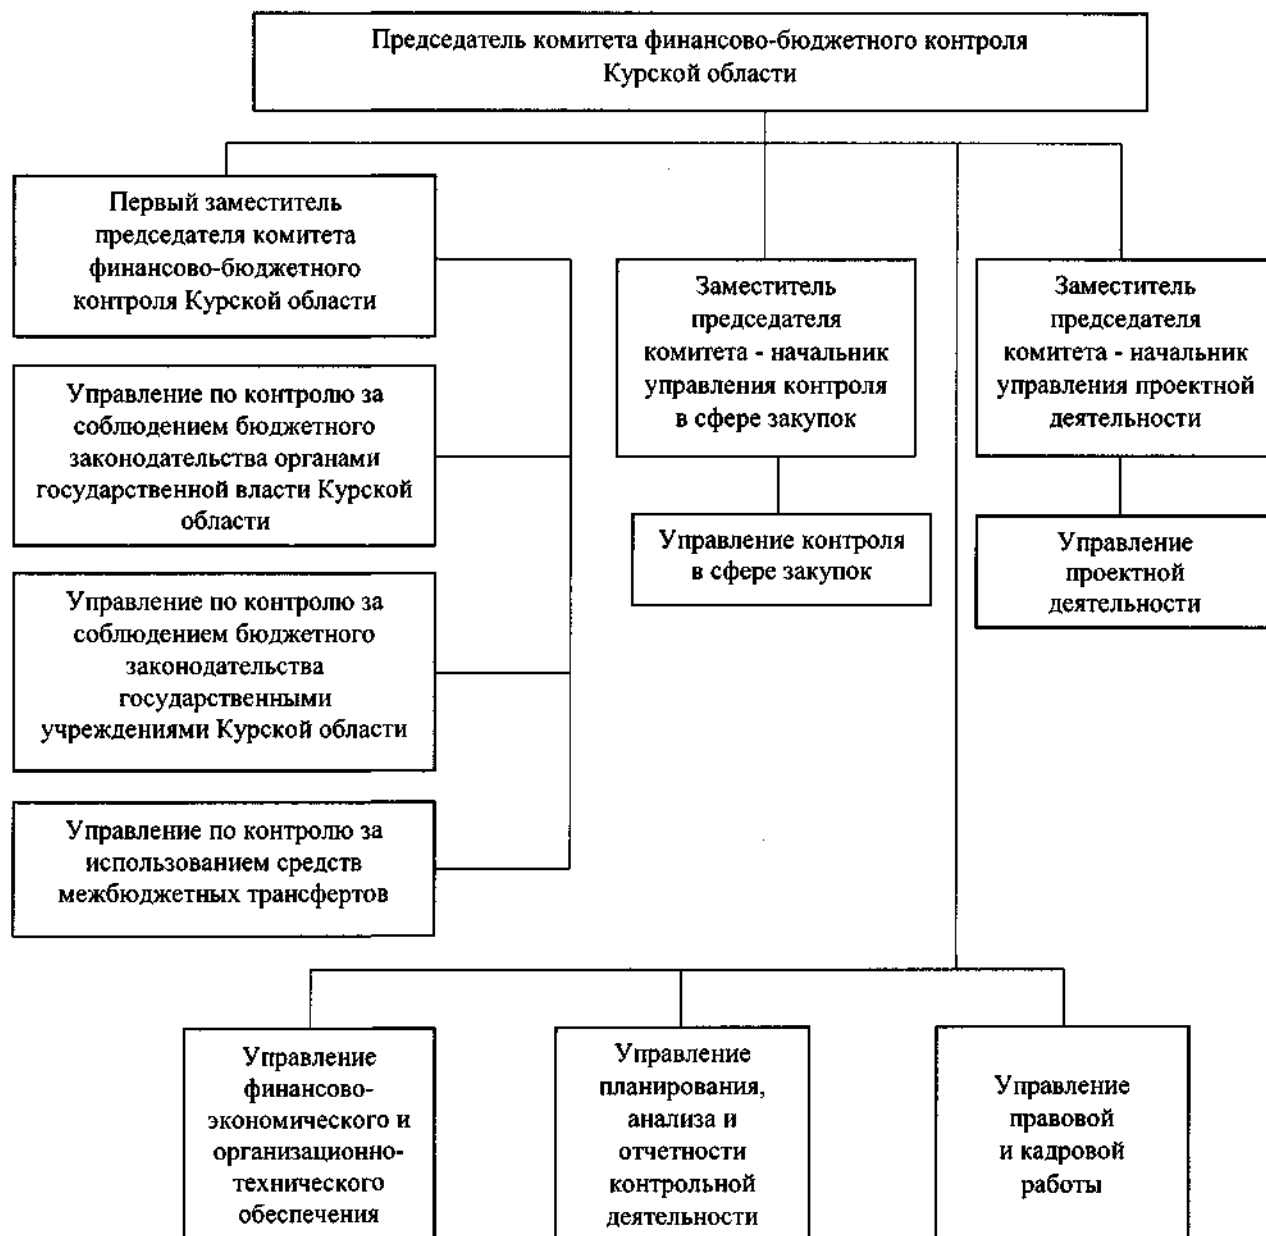 Председатель комитета финансово-бюджетного контроля
Курской области
Первый заместитель
председателя комитета
финансово-бюджетного
контроля Курской области
Управление по контролю за
соблюдением бюджетного
законодательства органами
государственной власти Курской
области
Управление по контролю за
соблюдением бюджетного
законодательства
государственными
учреждениями Курской области
Управление по контролю за
использованием средств
межбюджетных трансфертов
Заместитель
председателя
комитета - начальник
управления контроля
в сфере закупок
Управление контроля
в сфере закупок
Заместитель
председателя
комитета - начальник
управления проектной
деятельности
Управление
проектной
деятельности
Управление
финансово-
экономического и
организационно-
технического
обеспечения
Управление
планирования,
анализа и
отчетности
контрольной
деятельности
Управление
правовой
и кадровой
работы